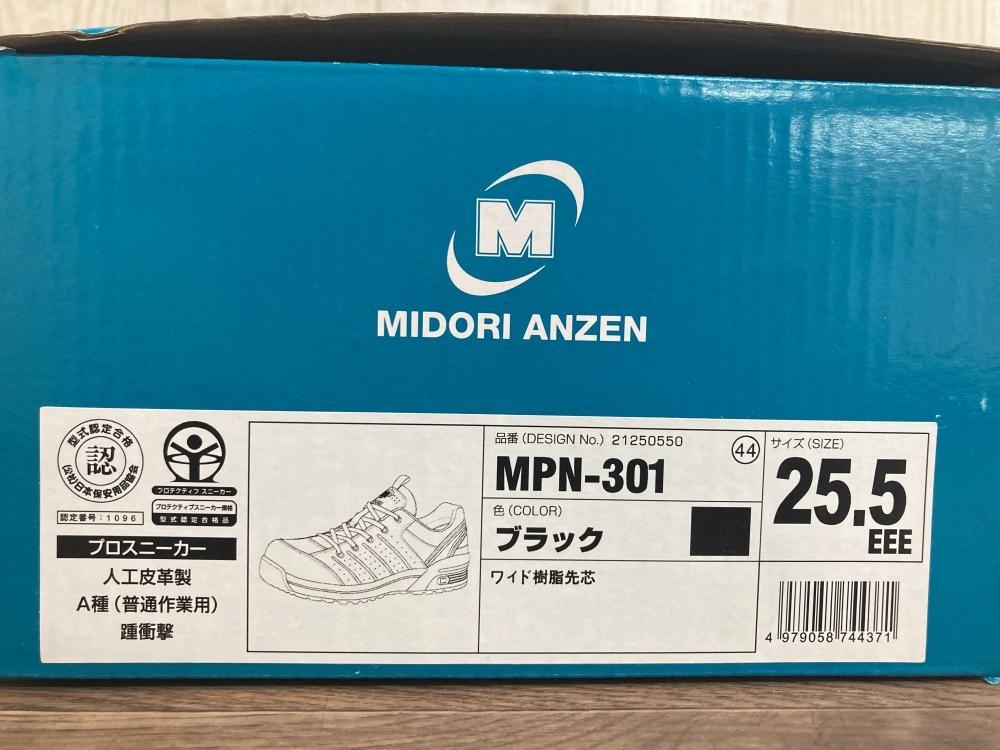 M
MIDORI ANZEN
型式認定合格
認
(公社)日本保安用品協会
認定番号：1096
プロテクティブ スニーカー
プロテクティブスニーカー規格
型式認定合格品
プロスニーカー
人工皮革製
A種（普通作業用）
踵衝撃
品番（DESIGN No.）21250550
44
MPN-301
色（COLOR）
ブラック
ワイド樹脂先芯
サイズ（SIZE）
25.5
EEE
4 979058 744371